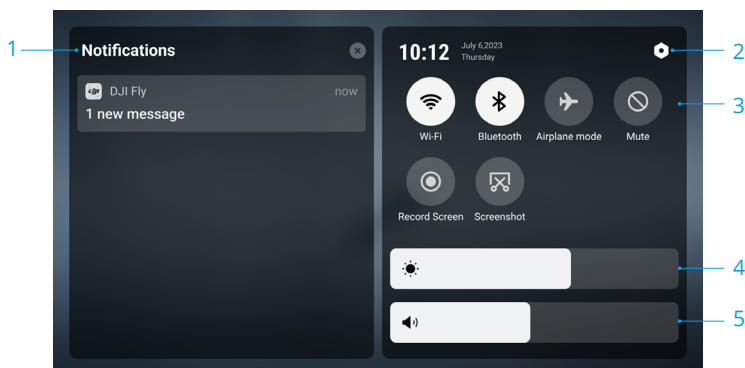 1
Notifications
dji
DJI Fly
now
1 new message
10:12
July 6,2023
Thursday
2
3
Wi-Fi
Bluetooth
Airplane mode
Mute
Record Screen
Screenshot
4
5